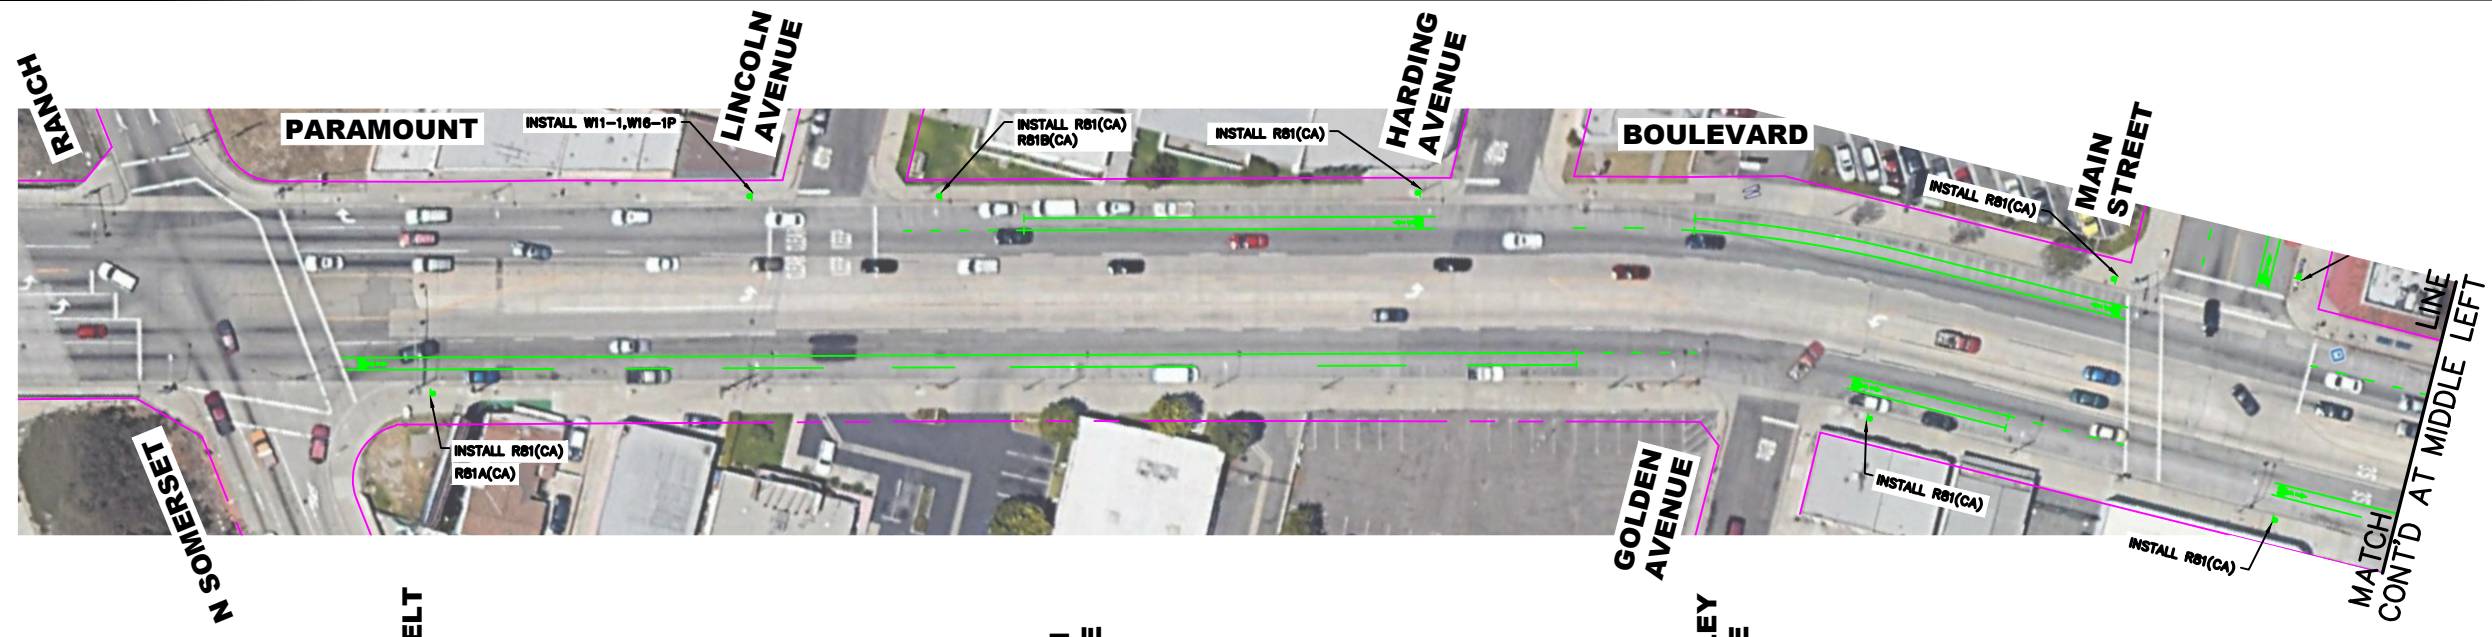 RANCH
PARAMOUNT
INSTALL W11-1,W16-1P
LINCOLN
AVENUE
INSTALL R81(CA)
R81B(CA)
INSTALL R81(CA)
HARDING
AVENUE
BOULEVARD
INSTALL R81(CA)
MAIN
STREET
N SOMERSET
INSTALL R81(CA)
R81A(CA)
GOLDEN
AVENUE
INSTALL R81(CA)
INSTALL R81(CA)
MATCH LINE
CONT'D AT MIDDLE LEFT
ELT
LEY